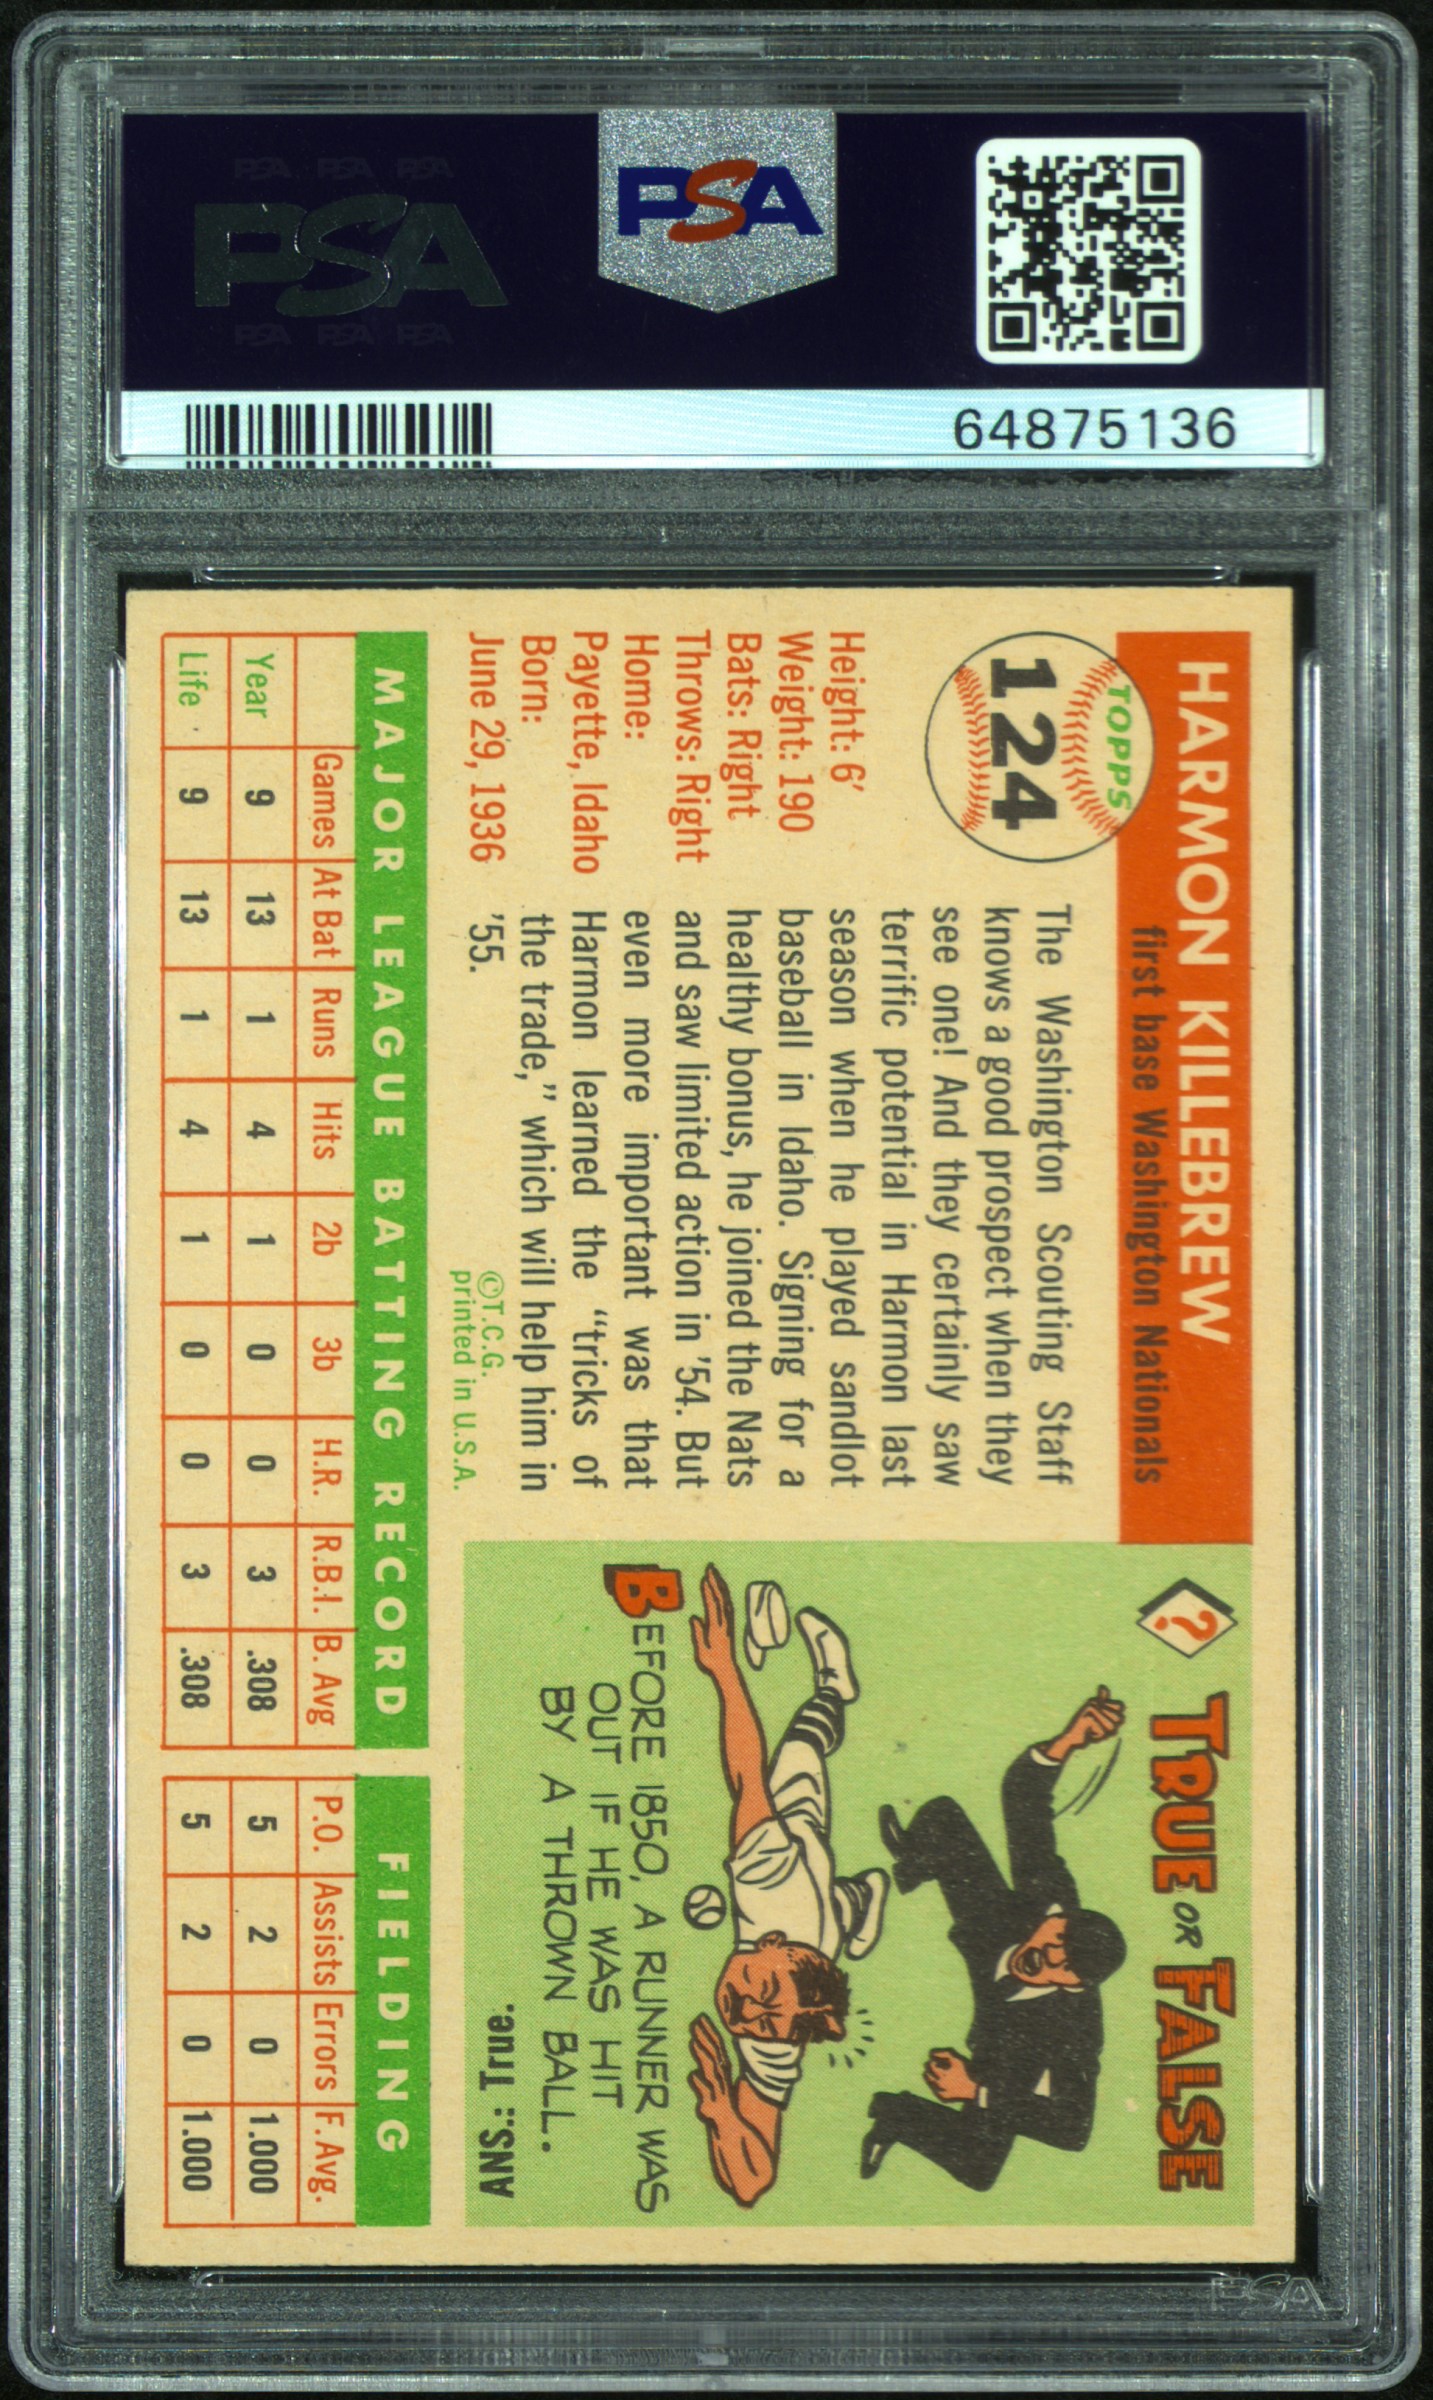 PSA PSA PSA
PSA
PSA PSA PSA
PSA
64875136
HARMON KILLEBREW
first base Washington Nationals
TOPPS
124
Height: 6'
Weight: 190
Bats: Right
Throws: Right
Home:
Payette, Idaho
Born:
June 29, 1936
The Washington Scouting Staff
knows a good prospect when they
see one! And they certainly saw
terrific potential in Harmon last
season when he played sandlot
baseball in Idaho. Signing for a
healthy bonus, he joined the Nats
and saw limited action in '54. But
even more important was that
Harmon learned the "tricks of
the trade," which will help him in
'55.
©T.C.G.
printed in U.S.A.
?
TRUE OR FALSE
BEFORE 1850, A RUNNER WAS
OUT IF HE WAS HIT
BY A THROWN BALL.
ANS.: True.
MAJOR LEAGUE BATTING RECORD FIELDING
Games At Bat Runs Hits 2b 3b H.R. R.B.I. B. Avg P.O. Assists Errors F. Avg.
Year 9 13 1 4 1 0 0 3 .308 5 2 0 1.000
Life 9 13 1 4 1 0 0 3 .308 5 2 0 1.000
PSA